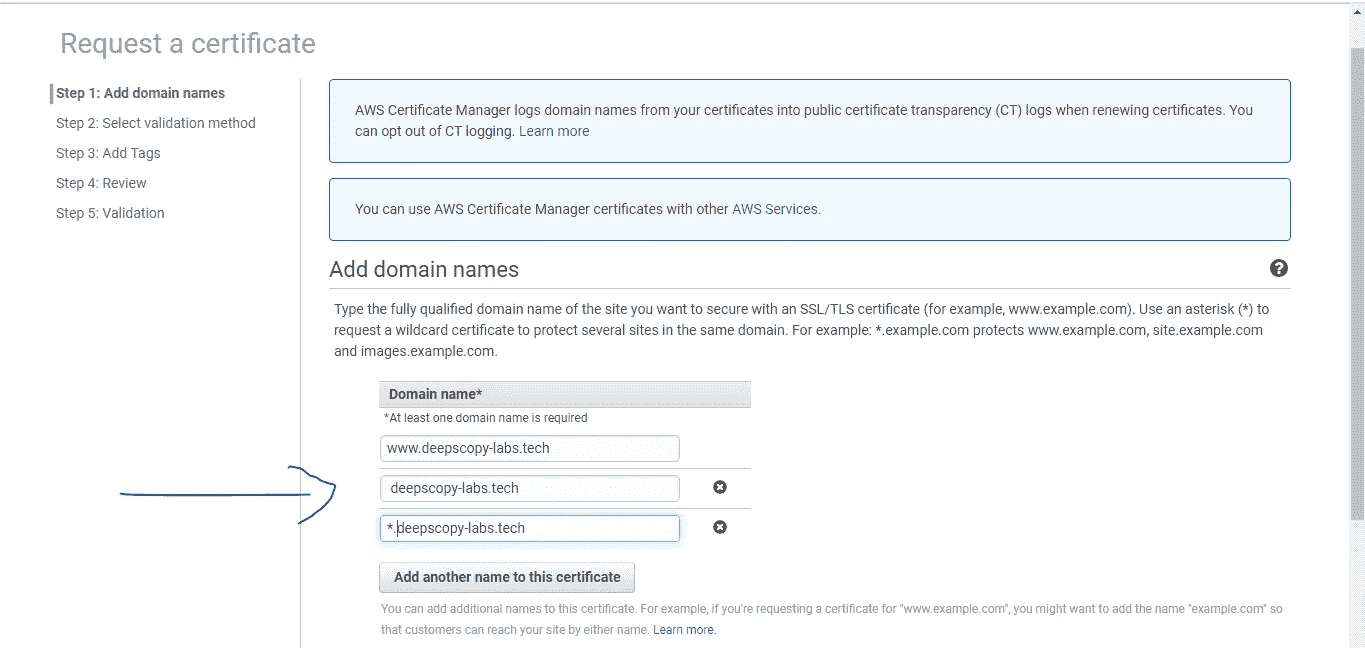 Request a certificate
Step 1: Add domain names
Step 2: Select validation method
Step 3: Add Tags
Step 4: Review
Step 5: Validation
AWS Certificate Manager logs domain names from your certificates into public certificate transparency (CT) logs when renewing certificates. You
can opt out of CT logging. Learn more
You can use AWS Certificate Manager certificates with other AWS Services.
Add domain names
Type the fully qualified domain name of the site you want to secure with an SSL/TLS certificate (for example, www.example.com). Use an asterisk (*) to
request a wildcard certificate to protect several sites in the same domain. For example: *.example.com protects www.example.com, site.example.com
and images.example.com.
Domain name*
*At least one domain name is required
www.deepscopy-labs.tech
deepscopy-labs.tech
*.deepscopy-labs.tech
Add another name to this certificate
You can add additional names to this certificate. For example, if you're requesting a certificate for "www.example.com", you might want to add the name "example.com" so
that customers can reach your site by either name. Learn more.